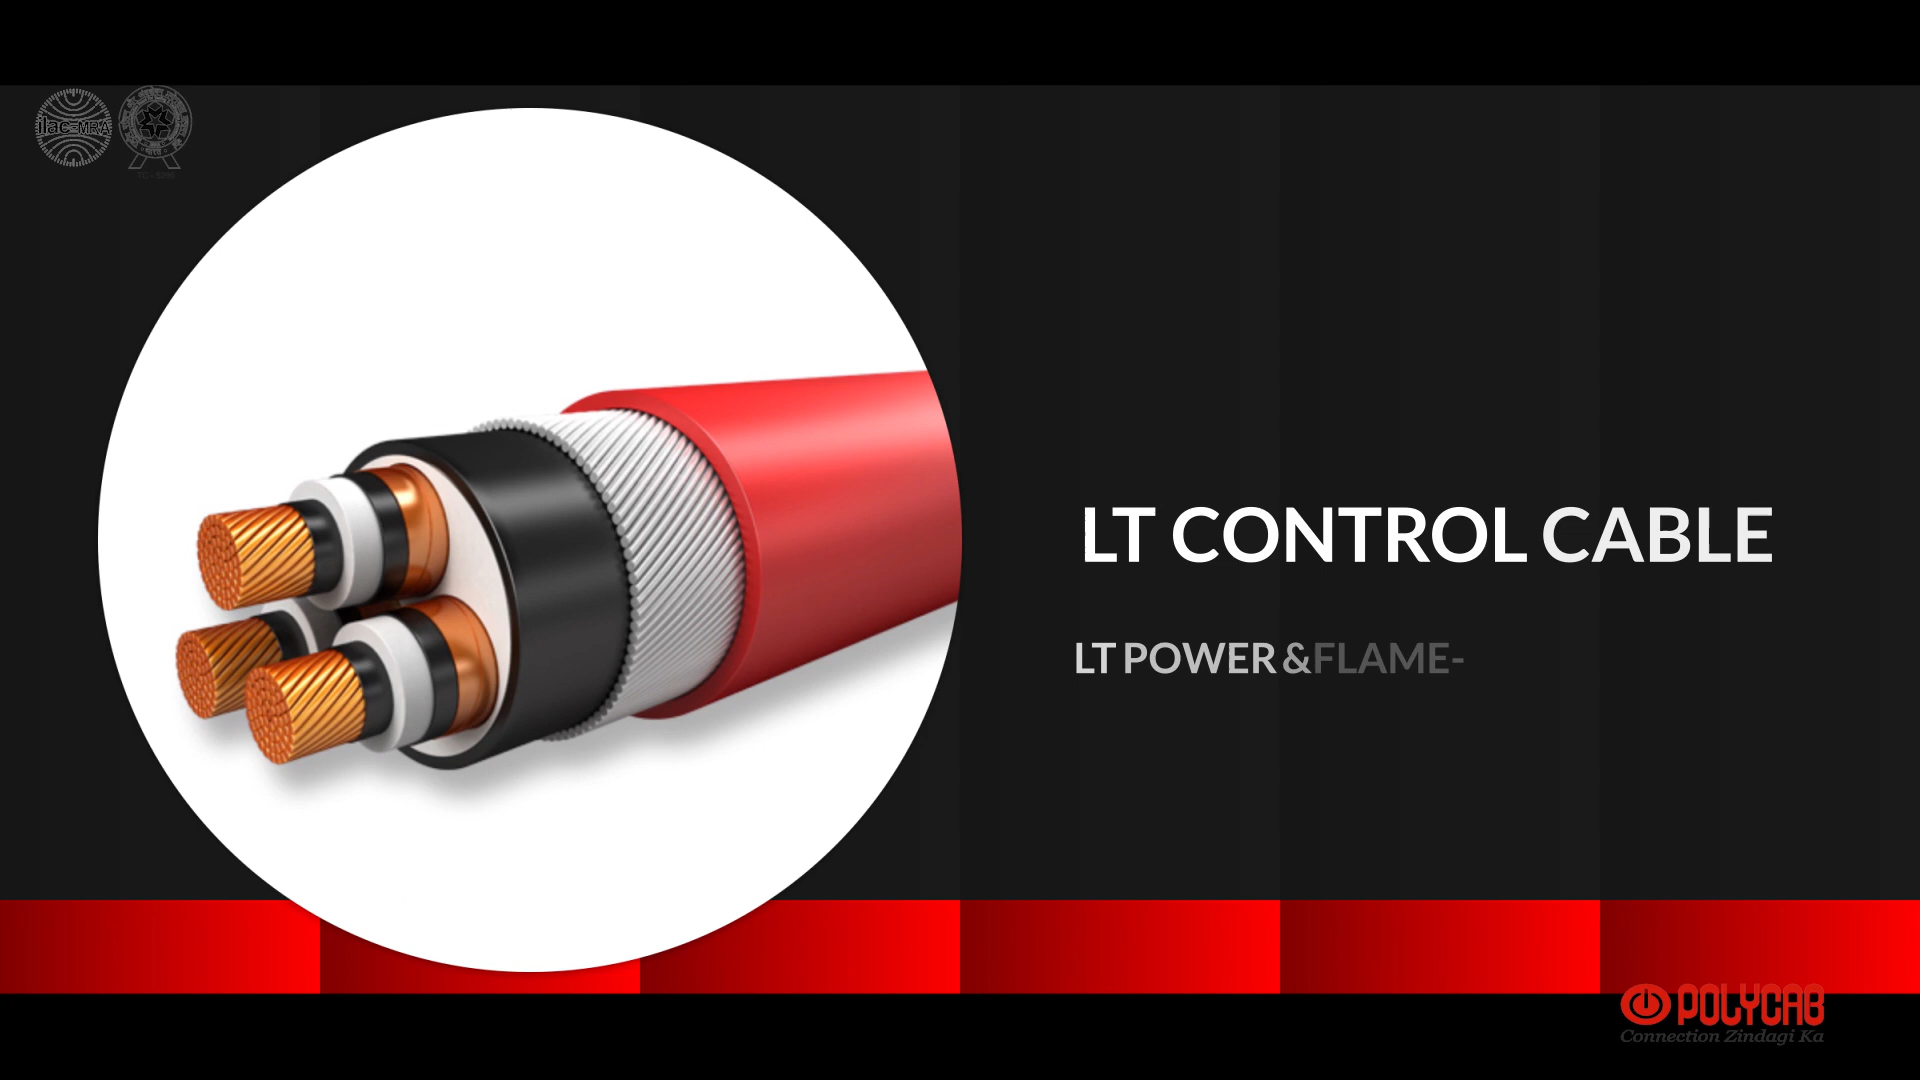 ilac-MRA
LT CONTROL CABLE
LT POWER & FLAME-
POLYCAB
Connection Zindagi Ka